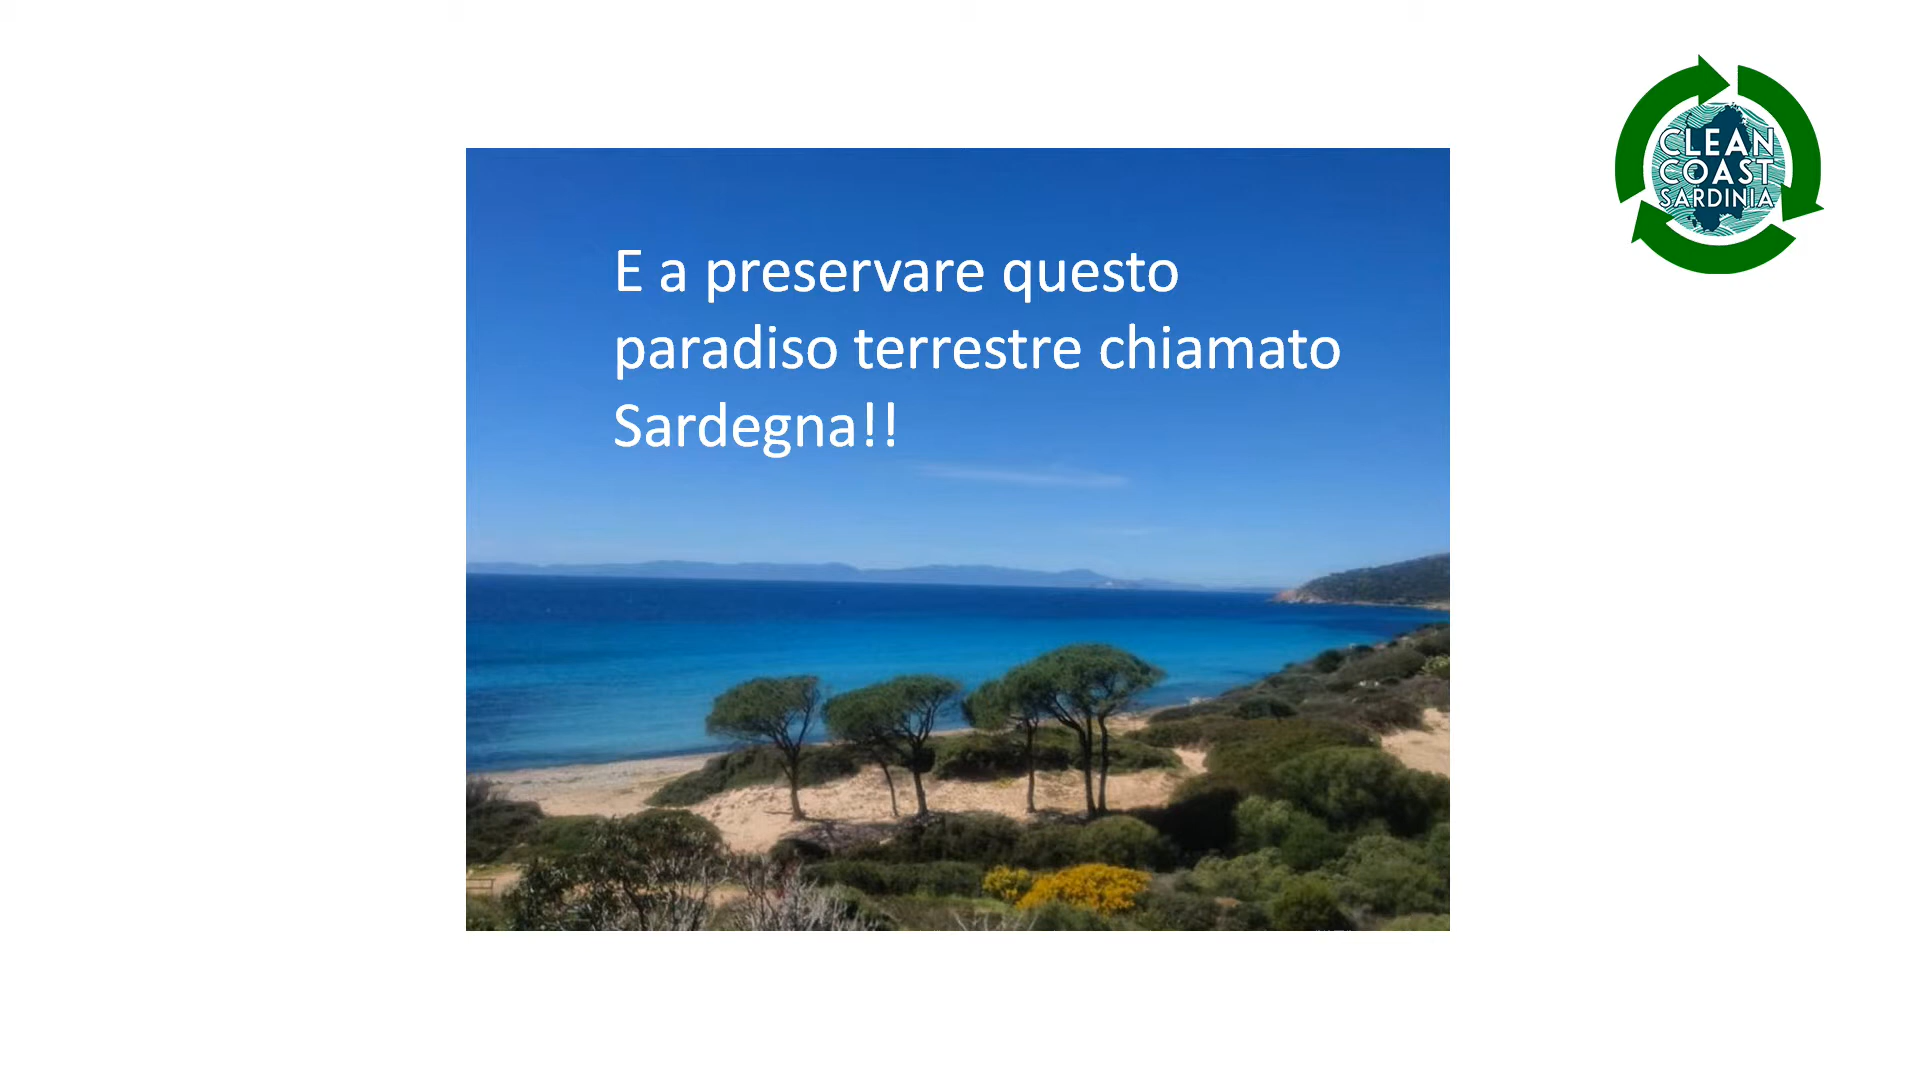 E a preservare questo
paradiso terrestre chiamato
Sardegna!!
CLEAN
COAST
SARDINIA